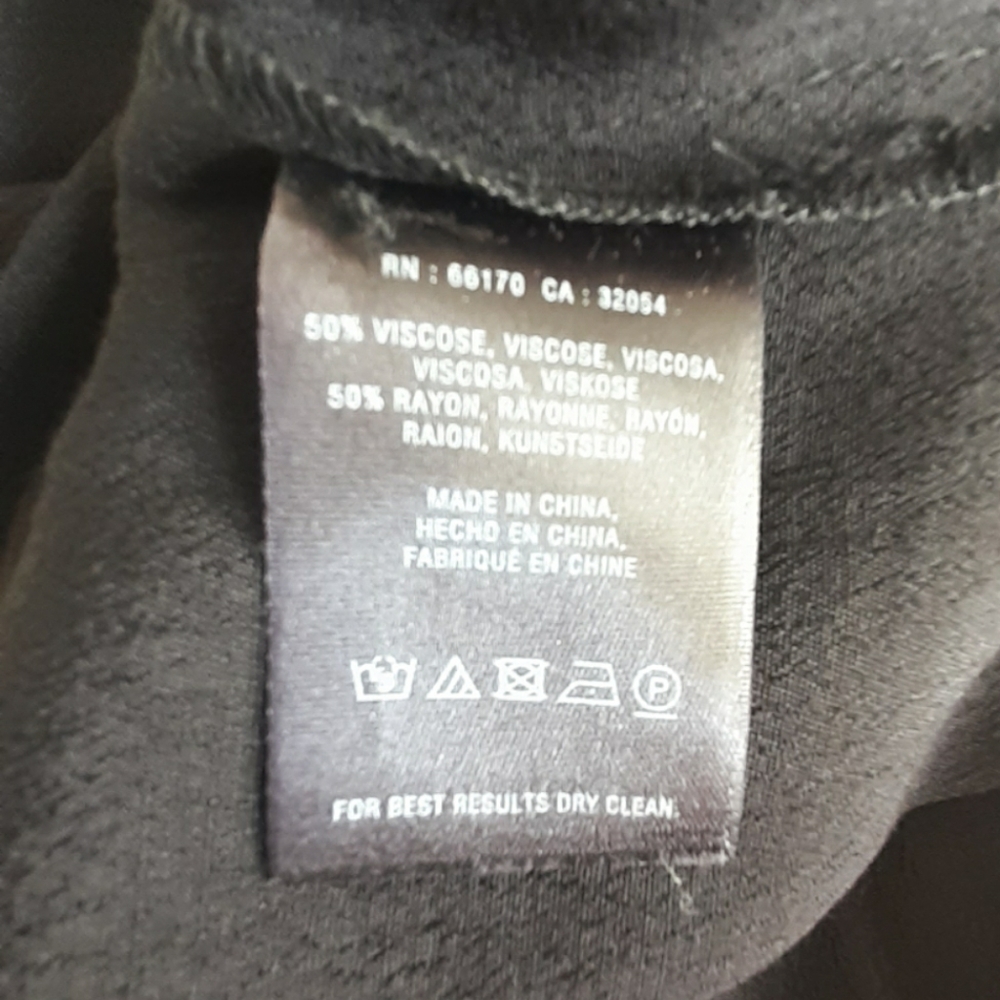 RN : 66170 CA : 32054
50% VISCOSE, VISCOSE, VISCOSA,
VISCOSA, VISKOSE
50% RAYON, RAYONNE, RAYÓN,
RAION, KUNSTSEIDE
MADE IN CHINA,
HECHO EN CHINA,
FABRIQUÉ EN CHINE
P
FOR BEST RESULTS DRY CLEAN.